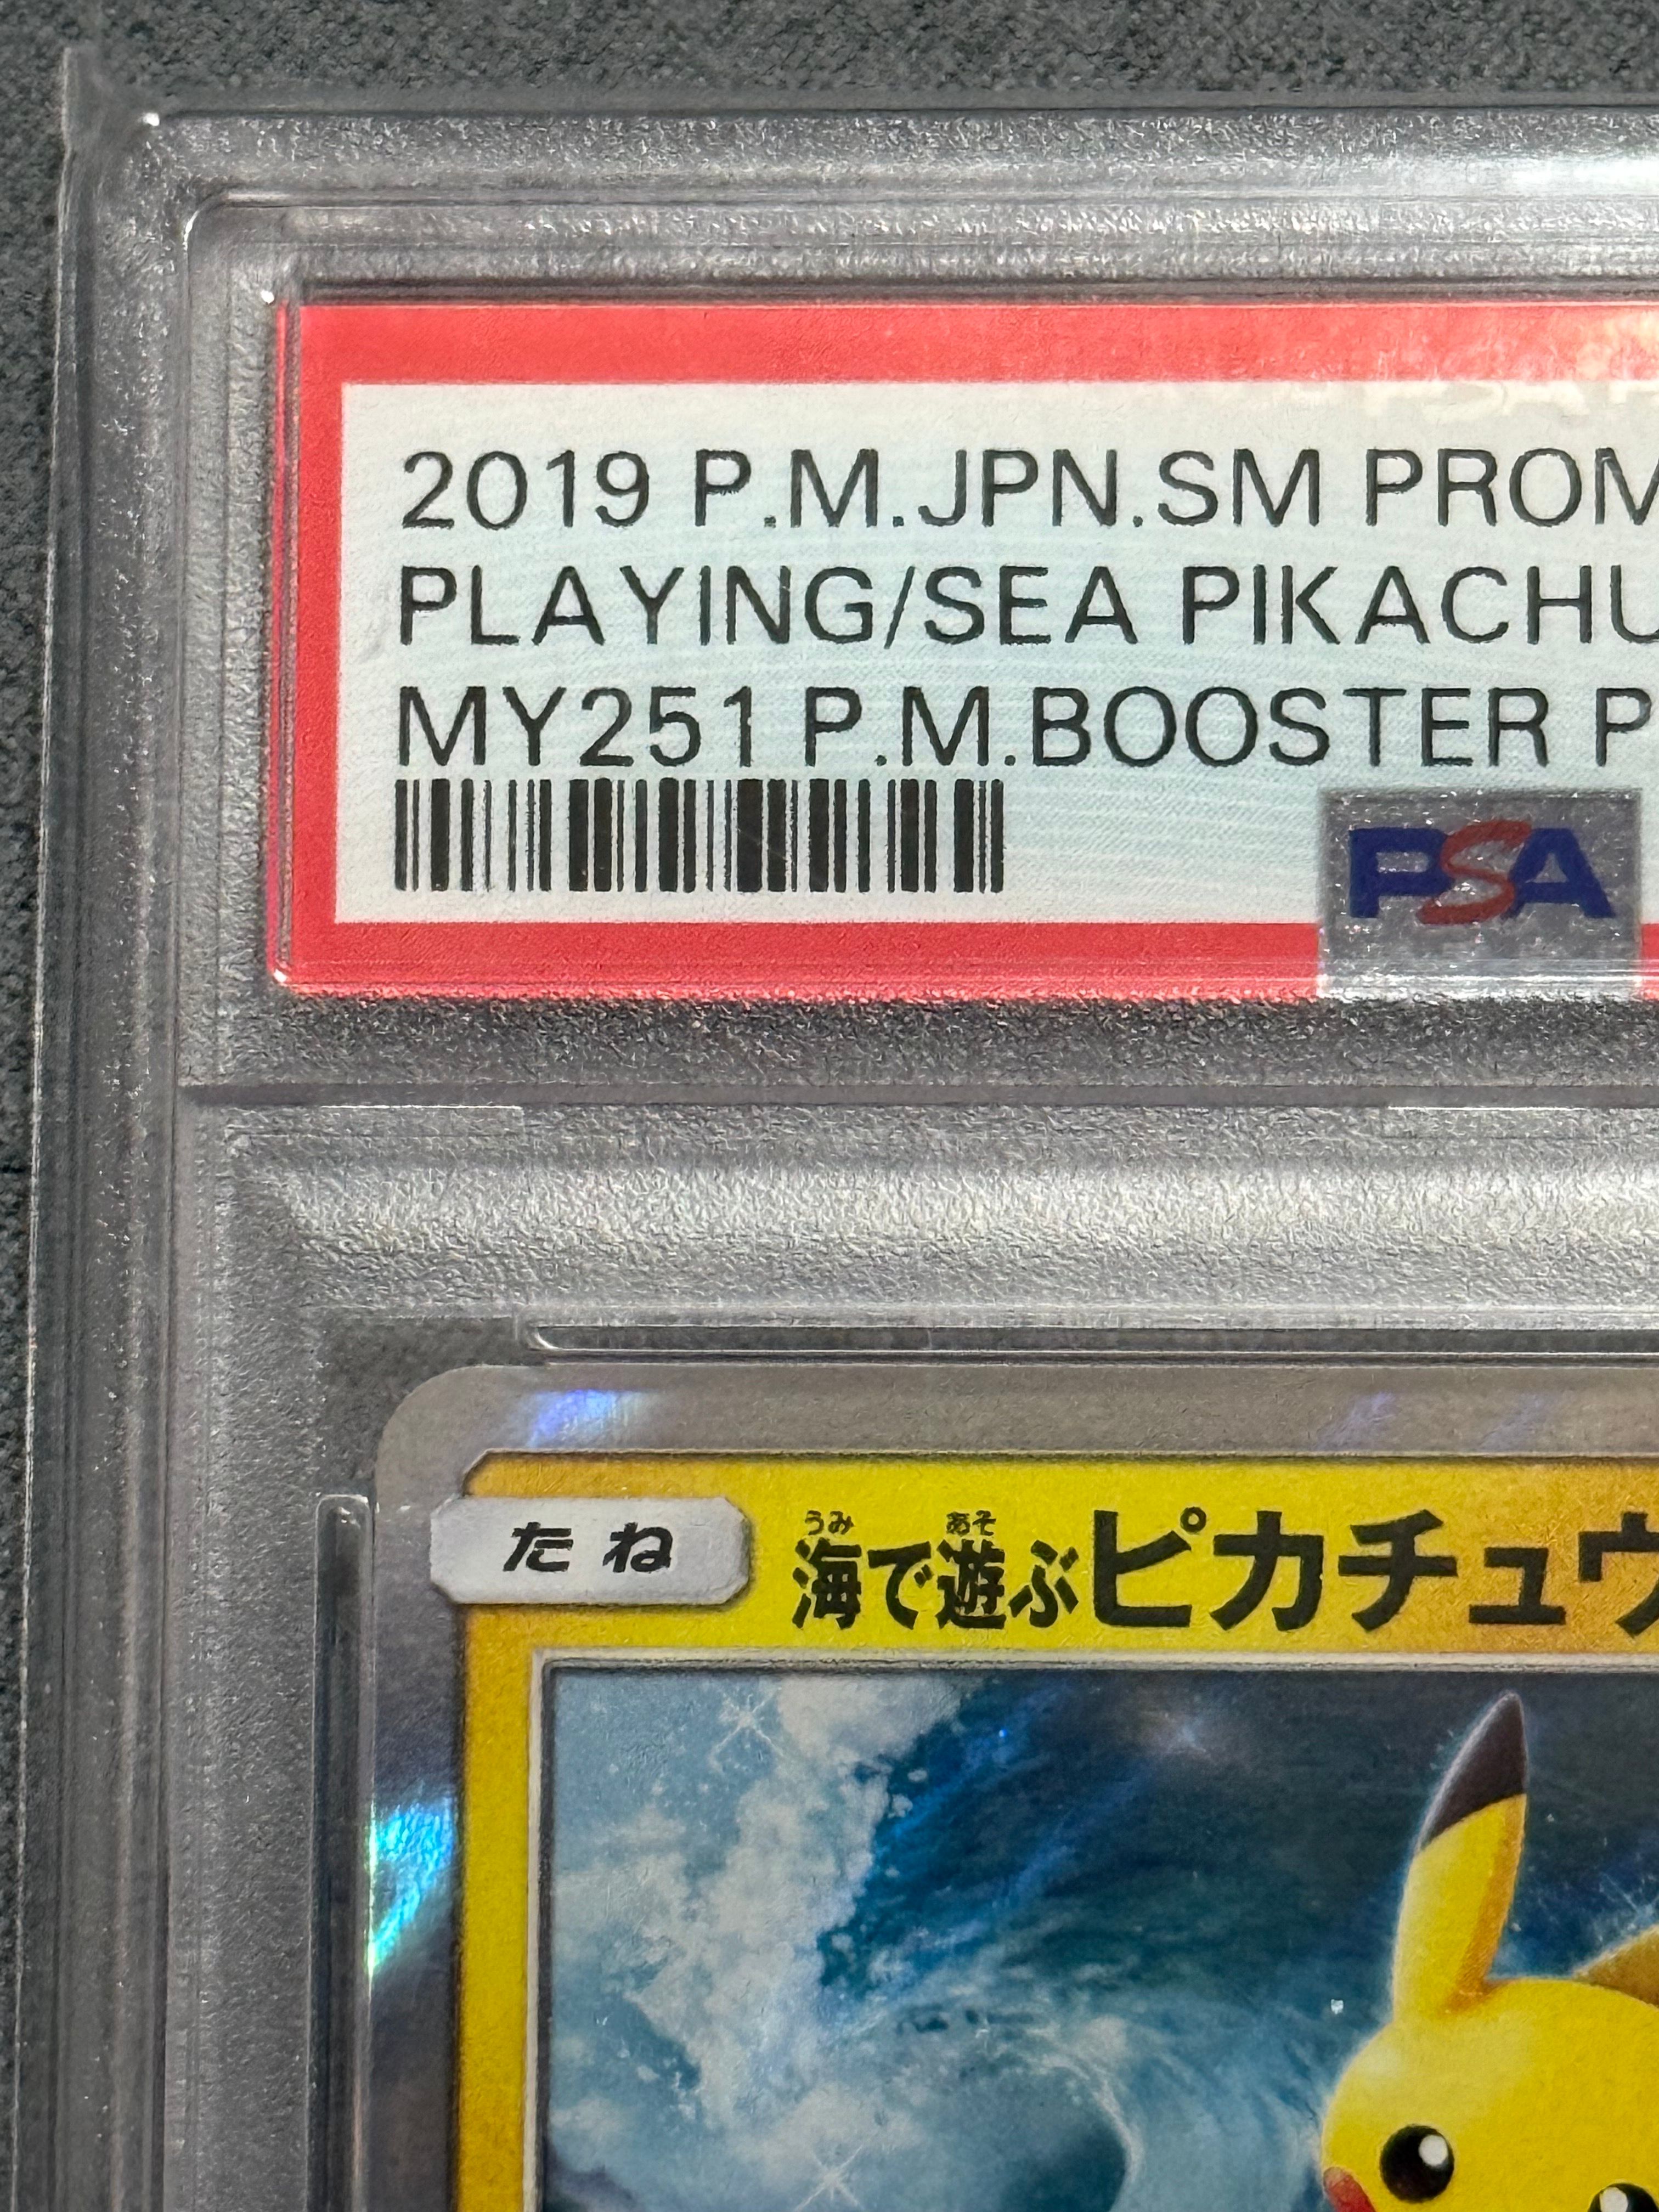 2019 P.M.JPN.SM PROM
PLAYING/SEA PIKACHU
MY251 P.M.BOOSTER P
PSA
たね
海で遊ぶピカチュウ
うみ あそ